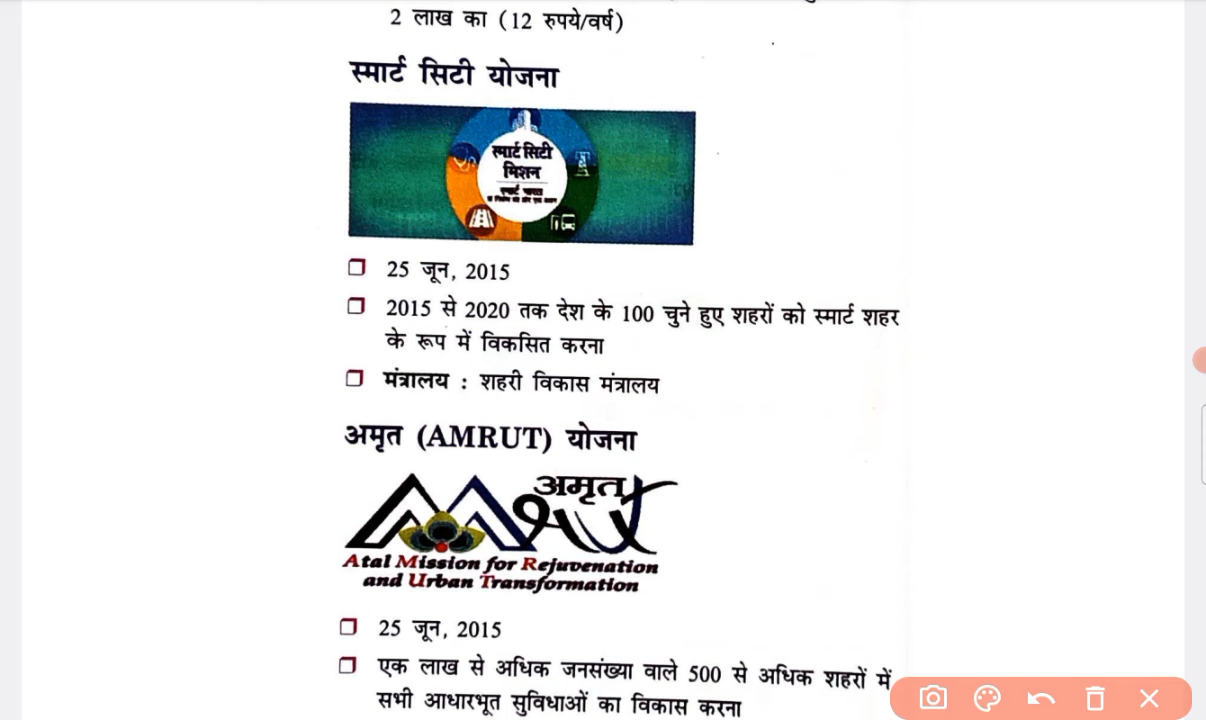 2 लाख का (12 रुपये/वर्ष)
स्मार्ट सिटी योजना
स्मार्ट सिटी
मिशन
25 जून, 2015
2015 से 2020 तक देश के 100 चुने हुए शहरों को स्मार्ट शहर
के रूप में विकसित करना
मंत्रालय : शहरी विकास मंत्रालय
अमृत (AMRUT) योजना
अमृत
Atal Mission for Rejuvenation
and Urban Transformation
25 जून, 2015
एक लाख से अधिक जनसंख्या वाले 500 से अधिक शहरों में
सभी आधारभूत सुविधाओं का विकास करना